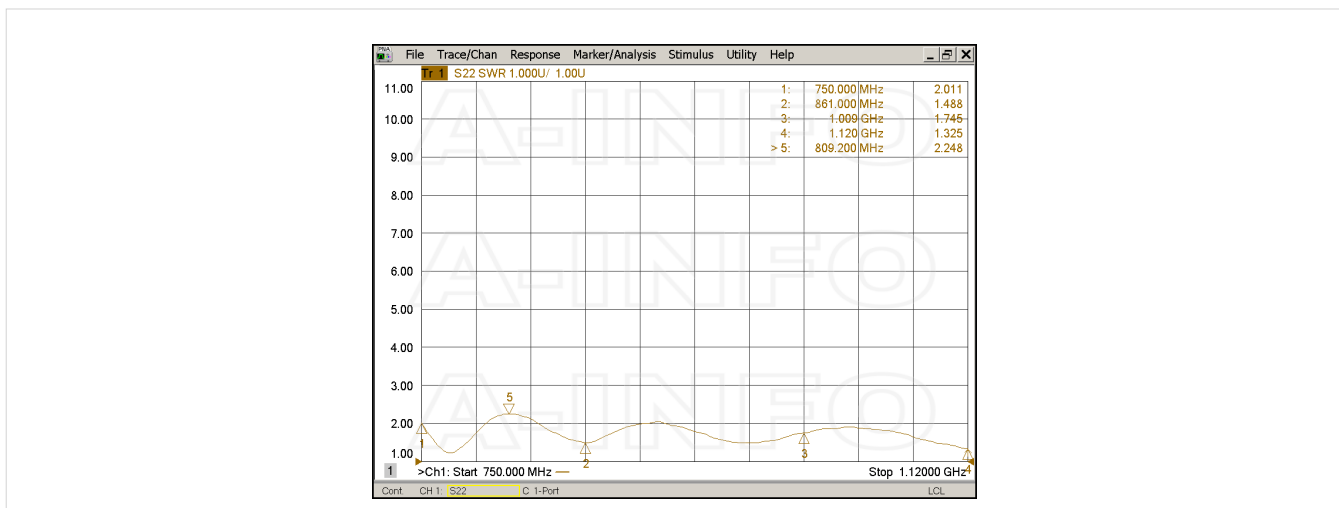 PNA
File Trace/Chan Response Marker/Analysis Stimulus Utility Help
Tr 1 S22 SWR 1.000U/ 1.00U
11.00
10.00
9.00
8.00
7.00
6.00
5.00
4.00
3.00
2.00
1.00
1: 750.000 MHz 2.011
2: 861.000 MHz 1.488
3: 1.009 GHz 1.745
4: 1.120 GHz 1.325
> 5: 809.200 MHz 2.248
A-INFO
A-INFO
A-INFO
5
1
2
3
4
1 >Ch1: Start 750.000 MHz — Stop 1.12000 GHz
Cont. CH 1: S22 C 1-Port LCL